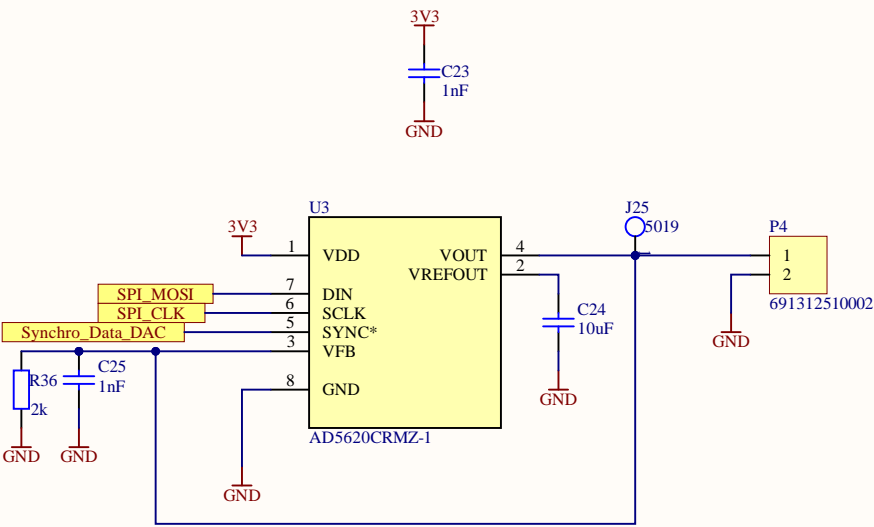 3V3
C23
1nF
GND
U3
J25
5019
P4
3V3
1
VDD
VOUT
4
1
VREFOUT
2
2
7
DIN
SPI_MOSI
6
SCLK
SPI_CLK
5
SYNC*
Synchro_Data_DAC
3
VFB
691312510002
C24
10uF
GND
R36
2k
C25
1nF
8
GND
GND
GND
GND
AD5620CRMZ-1
GND